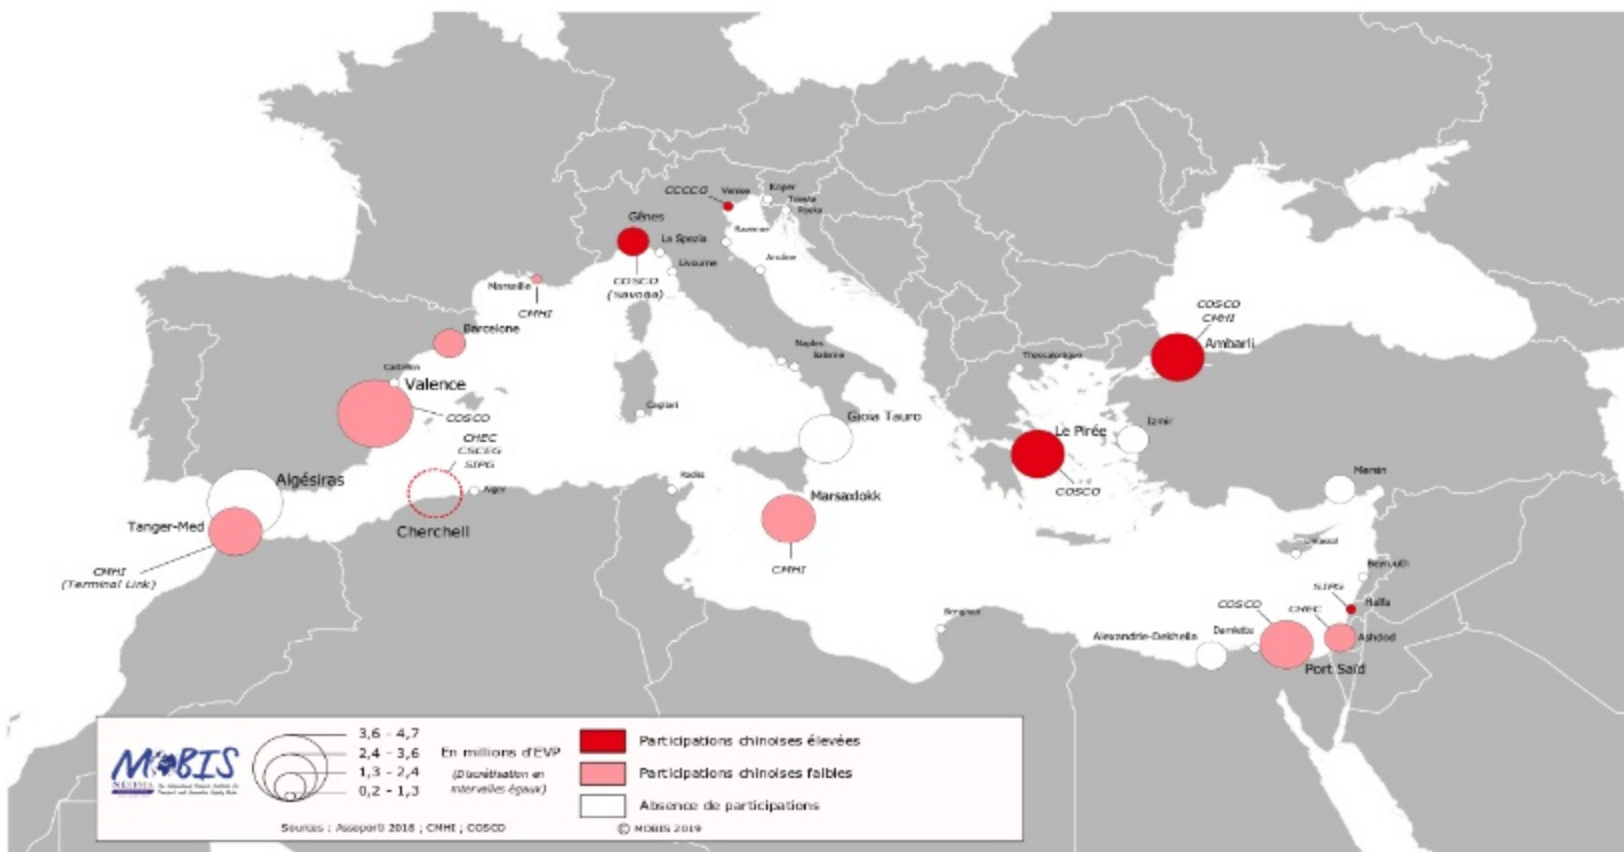 CCCCG
Venise
Koper
Trieste
Rijeka
Gênes
La Spezia
Ravenne
Livourne
Ancône
COSCO
(Savona)
Marseille
CMHI
Barcelone
Castellon
Valence
COSCO
Naples
Salerne
Cagliari
Gioia Tauro
Thessalonique
COSCO
CMHI
Ambarli
Izmir
Le Pirée
COSCO
CHEC
CSCEG
SIPG
Alger
Cherchell
Algésiras
Tanger-Med
CMHI
(Terminal Link)
Radès
Marsaxlokk
CMHI
Mersin
Limassol
Beyrouth
SIPG
Haïfa
COSCO
CHEC
Ashdod
Benghazi
Alexandrie-Dekheila
Damiette
Port Saïd
MOBIS
NEOMA
3,6 - 4,7
2,4 - 3,6
1,3 - 2,4
0,2 - 1,3
En millions d'EVP
(Discrétisation en
intervalles égaux)
Participations chinoises élevées
Participations chinoises faibles
Absence de participations
Sources : Assoporti 2018 ; CMHI ; COSCO
© MOBIS 2019